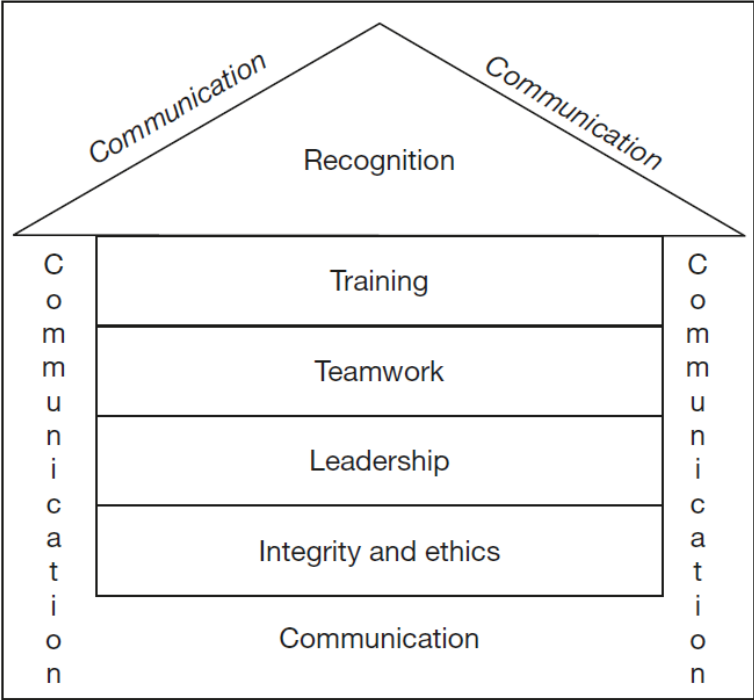 Communication
Communication
Recognition
Communication
Communication
Training
Teamwork
Leadership
Integrity and ethics
Communication